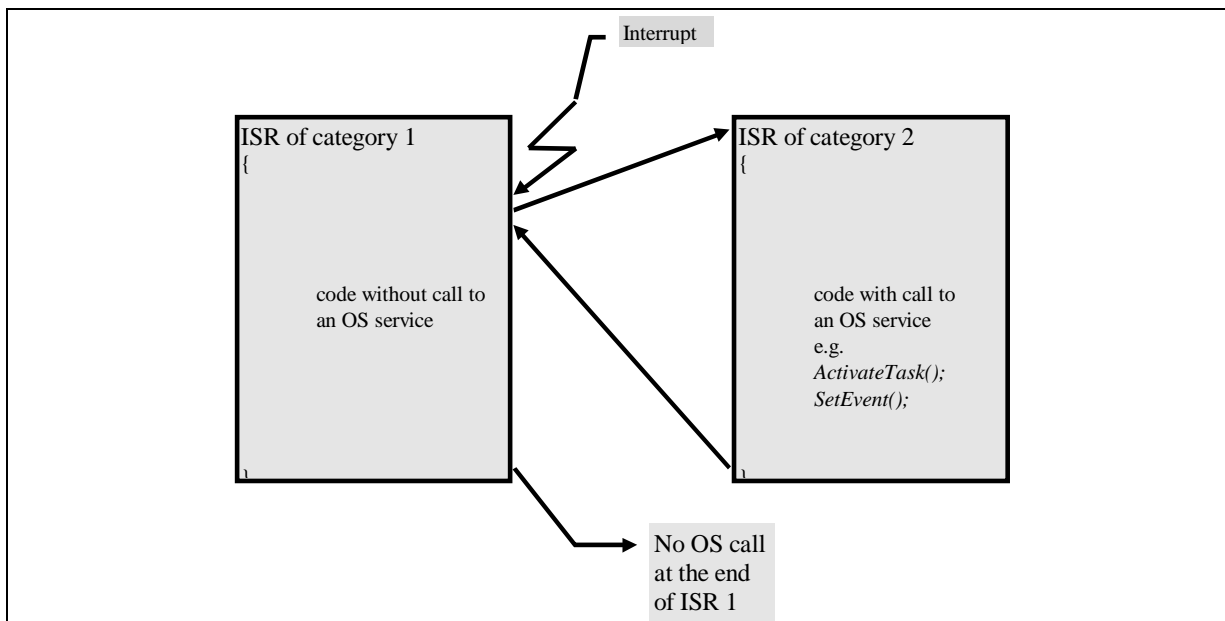 Interrupt
ISR of category 1
{
code without call to
an OS service
}
ISR of category 2
{
code with call to
an OS service
e.g.
ActivateTask();
SetEvent();
}
No OS call
at the end
of ISR 1